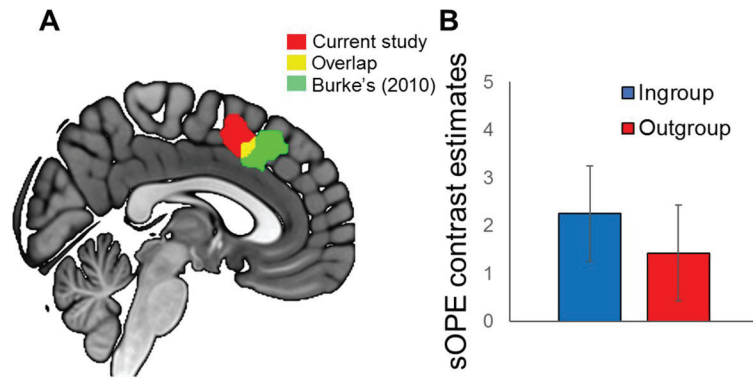 A
Current study
Overlap
Burke's (2010)
B
sOPE contrast estimates
5
4
3
2
1
0
Ingroup
Outgroup